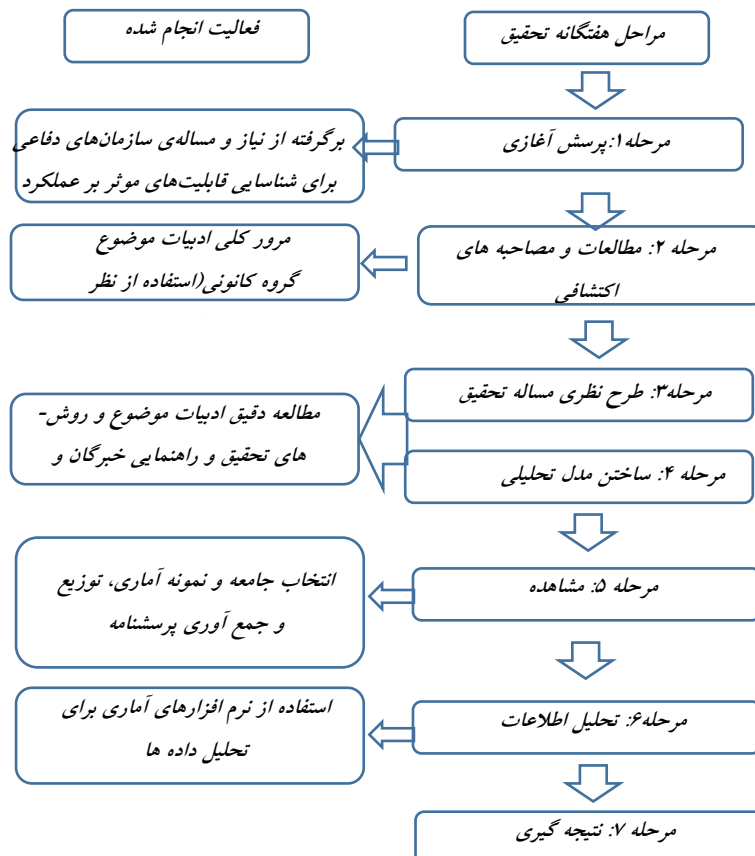 مراحل هفتگانه تحقیق
فعالیت انجام شده
مرحله۱:پرسش آغازی
برگرفته از نیاز و مساله‌ی سازمان‌های دفاعی
برای شناسایی قابلیت‌های موثر بر عملکرد
مرحله ۲: مطالعات و مصاحبه های
اکتشافی
مرور کلی ادبیات موضوع
گروه کانونی(استفاده از نظر
مرحله۳: طرح نظری مساله تحقیق
مرحله ۴: ساختن مدل تحلیلی
مطالعه دقیق ادبیات موضوع و روش-
های تحقیق و راهنمایی خبرگان و
مرحله ۵: مشاهده
انتخاب جامعه و نمونه آماری، توزیع
و جمع آوری پرسشنامه
مرحله۶: تحلیل اطلاعات
استفاده از نرم افزارهای آماری برای
تحلیل داده ها
مرحله ۷: نتیجه گیری